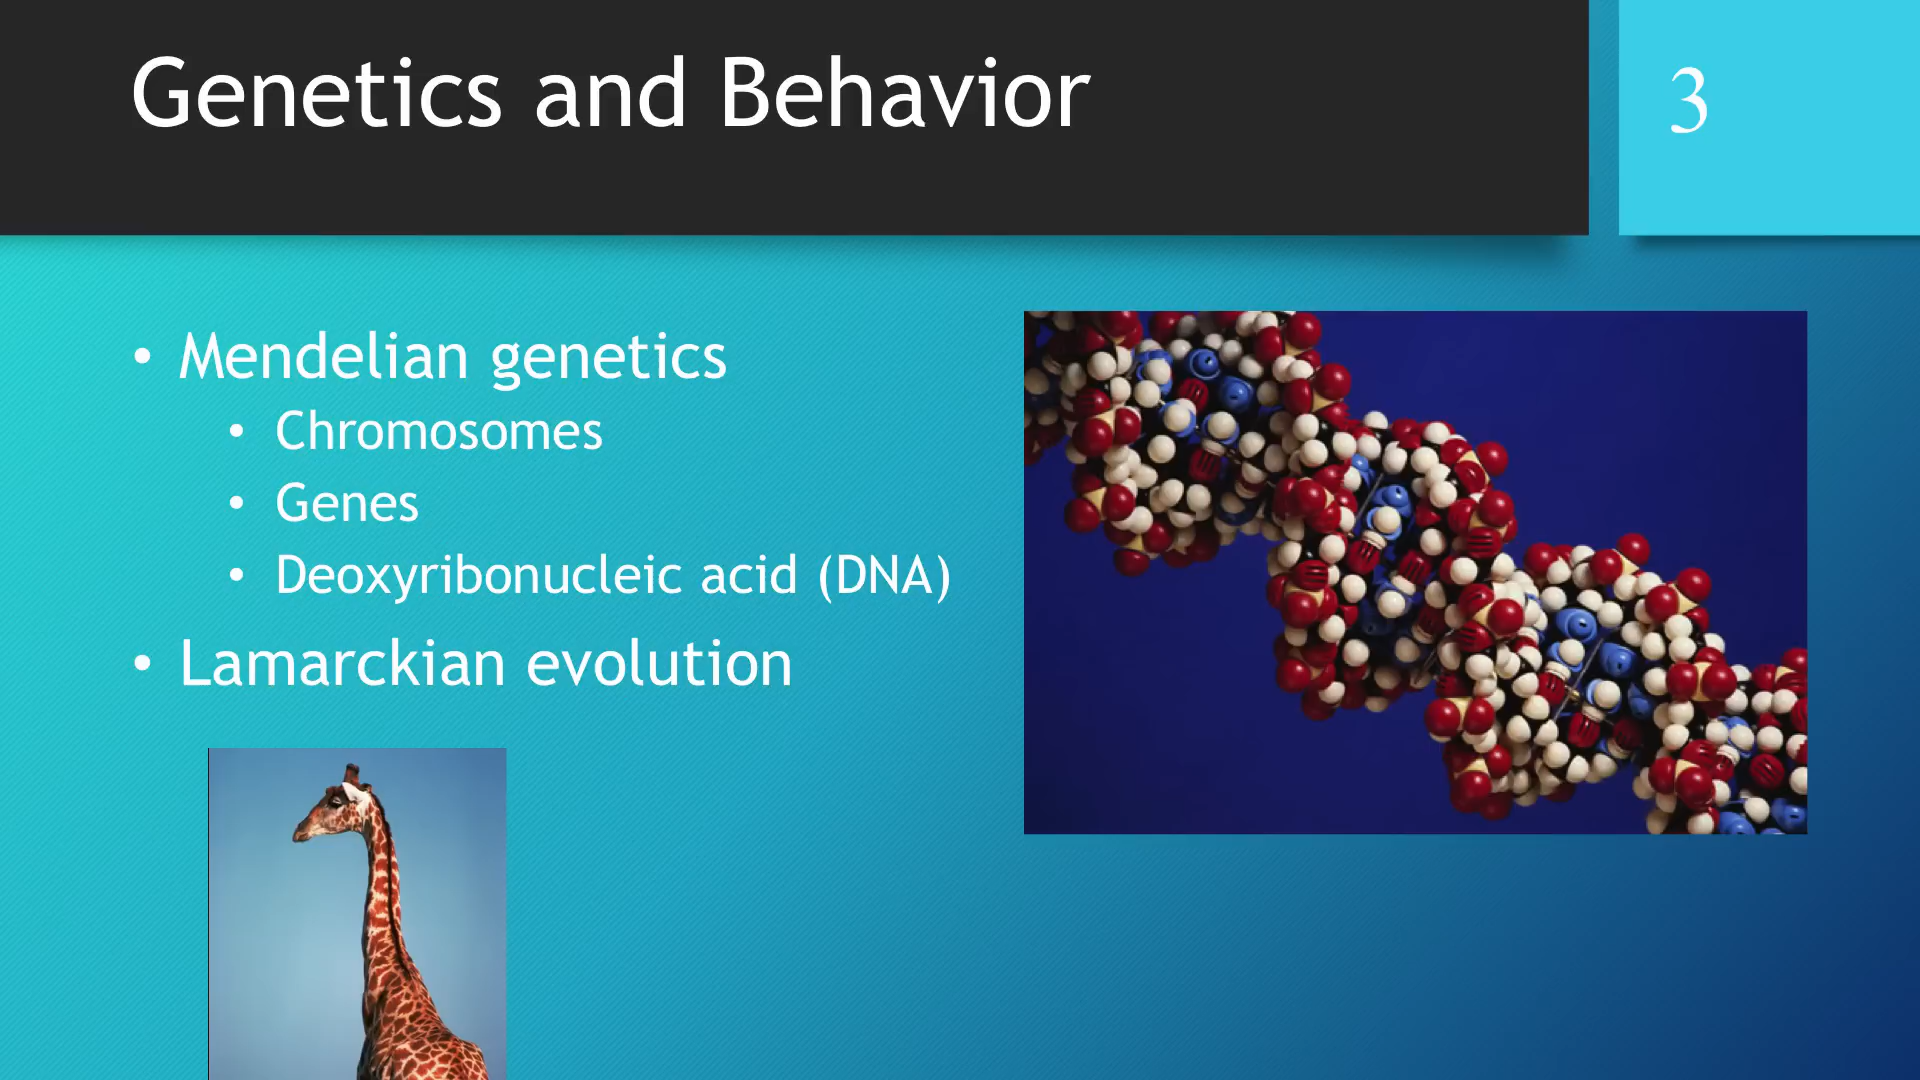 Genetics and Behavior
3
• Mendelian genetics
• Chromosomes
• Genes
• Deoxyribonucleic acid (DNA)
• Lamarckian evolution